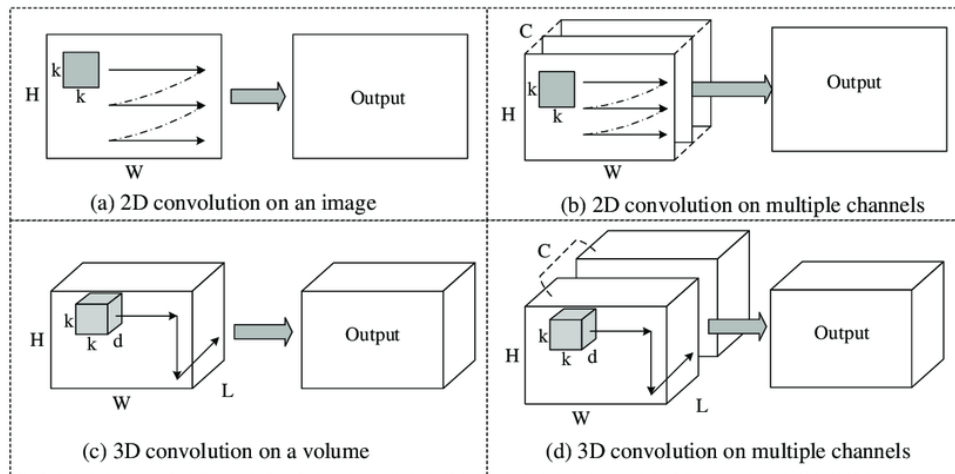 k
k
H
W
Output
(a) 2D convolution on an image
C
k
k
H
W
Output
(b) 2D convolution on multiple channels
k
k
d
H
W
L
Output
(c) 3D convolution on a volume
C
k
k
d
H
W
L
Output
(d) 3D convolution on multiple channels